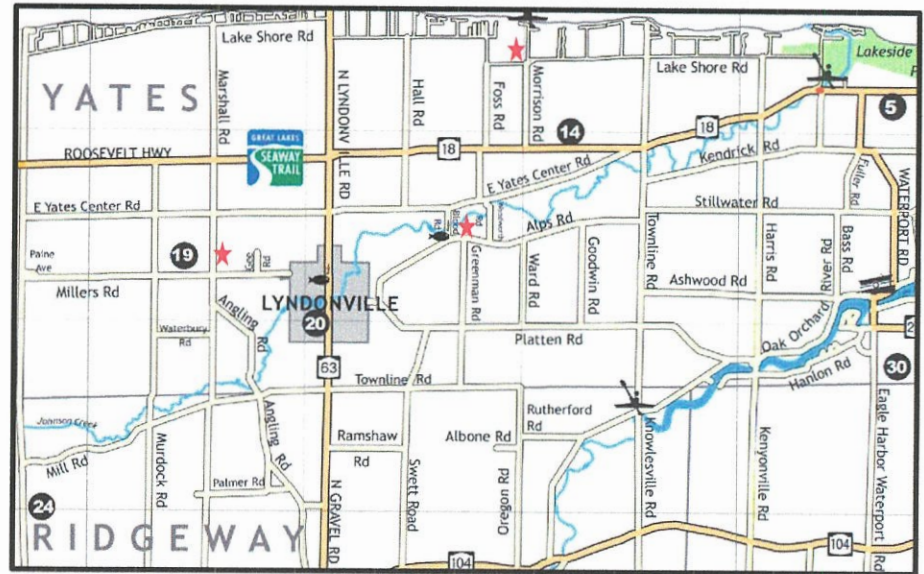 Lake Shore Rd
Lakeside
YATES
Marshall Rd
N LYNDONVILLE RD
Hall Rd
Foss Rd
Morrison Rd
Lake Shore Rd
5
14
18
GREAT LAKES
SEAWAY
TRAIL
ROOSEVELT HWY
18
Kendrick Rd
E Yates Center Rd
Fuller Rd
WATERPORT RD
E Yates Center Rd
Stillwater Rd
Alps Rd
Townline Rd
Harris Rd
Bass Rd
River Rd
19
Paine
Ave
Greenman Rd
Ward Rd
Goodwin Rd
Ashwood Rd
Millers Rd
LYNDONVILLE
Angling Rd
20
Waterbury
Rd
Platten Rd
Oak Orchard
63
Townline Rd
Hanlon Rd
30
Johnson Creek
Rutherford
Rd
Ramshaw
Rd
Albone Rd
Mill Rd
Murdock Rd
Angling Rd
Palmer Rd
N GRAVEL RD
Swett Road
Oregon Rd
Knowlesville Rd
Kenyonville Rd
Eagle Harbor Waterport Rd
24
RIDGEWAY
104
104